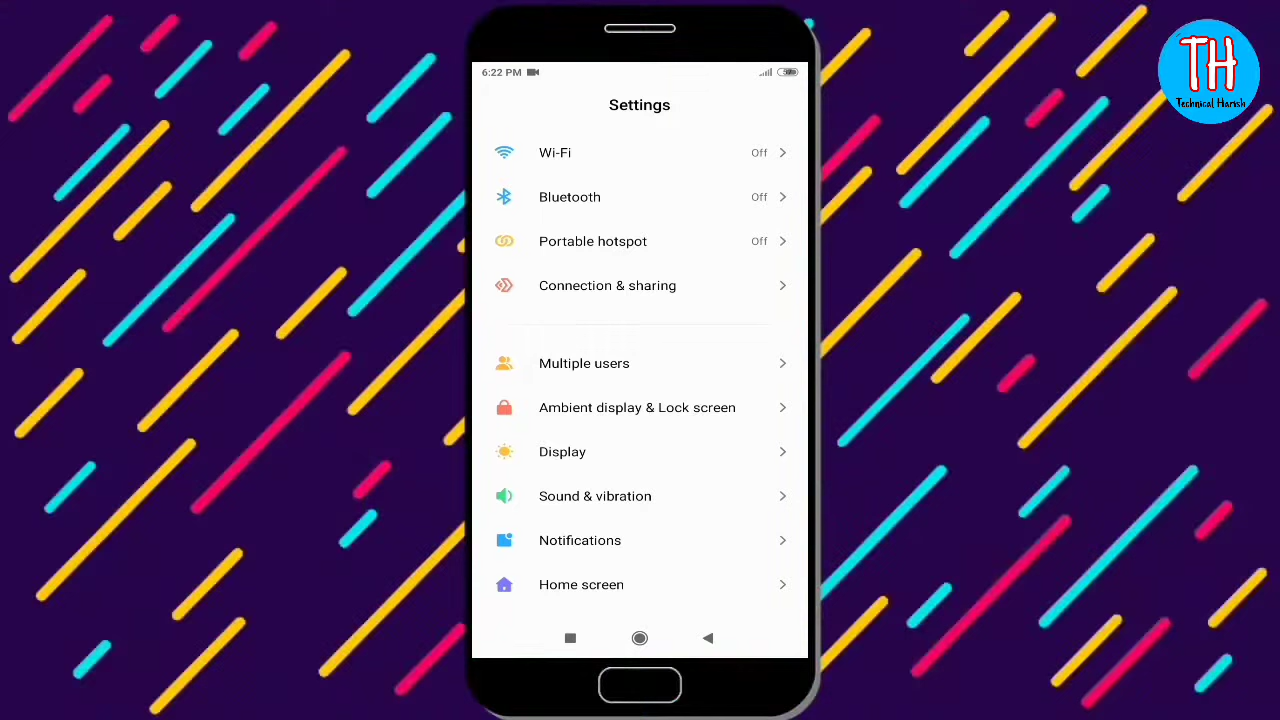 6:22 PM
Settings
Wi-Fi Off
Bluetooth Off
Portable hotspot Off
Connection & sharing
Multiple users
Ambient display & Lock screen
Display
Sound & vibration
Notifications
Home screen
TH
Technical Harish